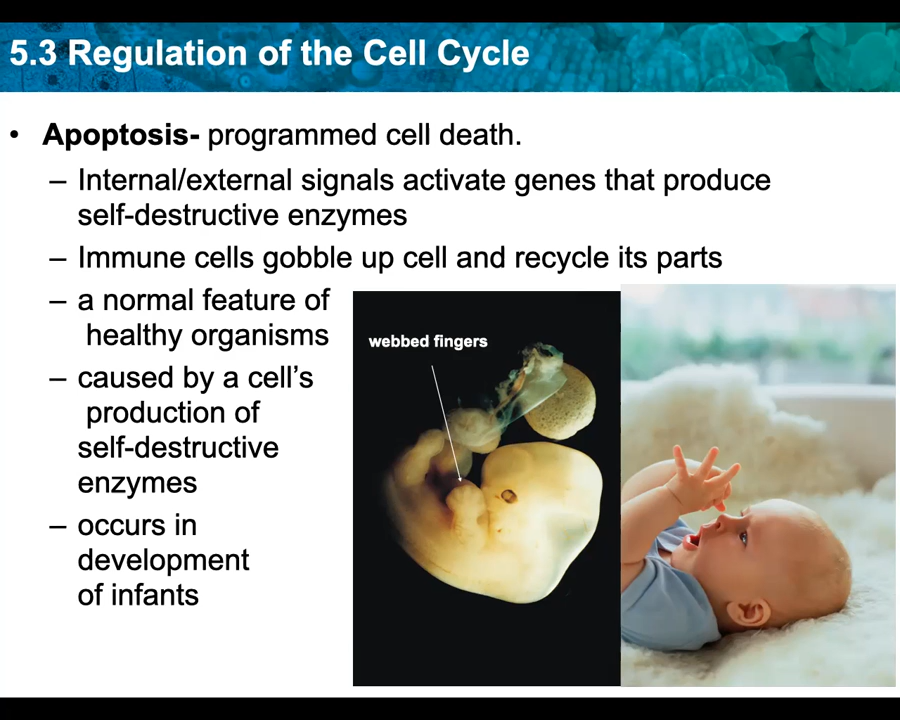 5.3 Regulation of the Cell Cycle
• Apoptosis- programmed cell death.
– Internal/external signals activate genes that produce
self-destructive enzymes
– Immune cells gobble up cell and recycle its parts
– a normal feature of
healthy organisms
– caused by a cell’s
production of
self-destructive
enzymes
– occurs in
development
of infants
webbed fingers